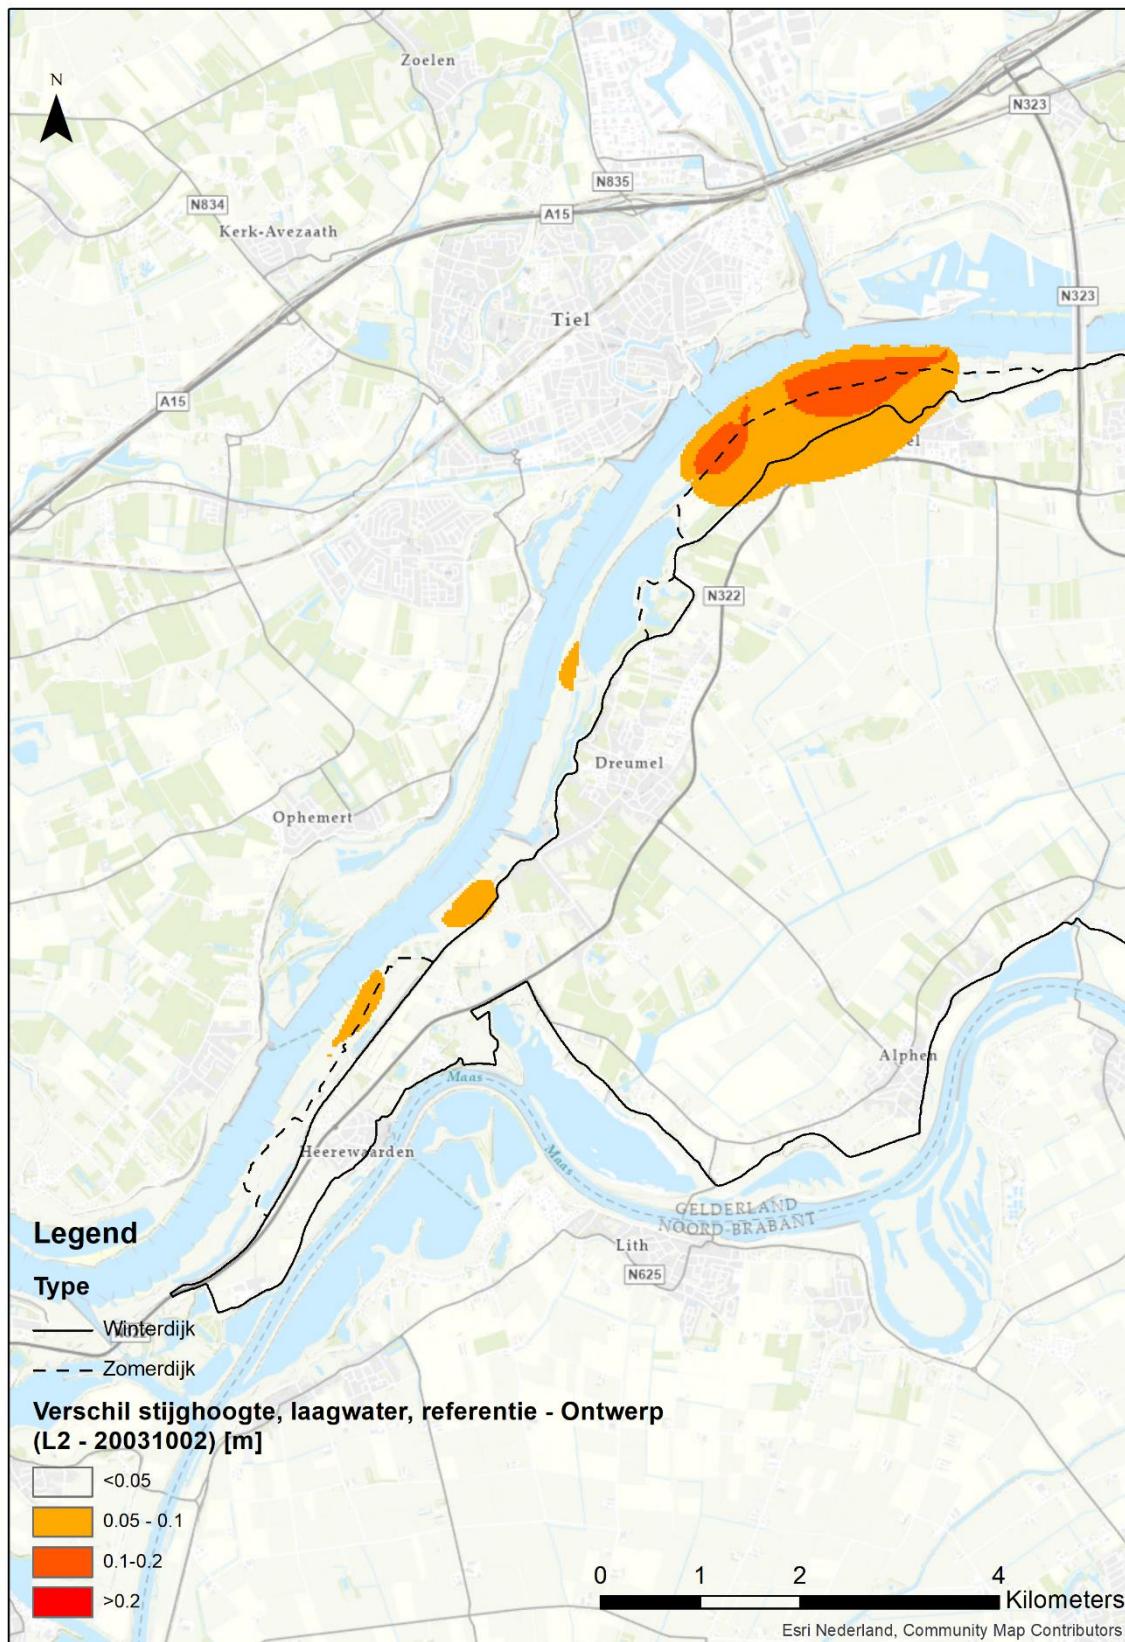 Zoelen
N
N323
N835
N834
A15
Kerk-Avezaath
N323
Tiel
A15
el
N322
Dreumel
Ophemert
Alphen
Maas
Heerewaarden
Maas
GELDERLAND
NOORD-BRABANT
Lith
N625
Legend
Type
Winterdijk
Zomerdijk
Verschil stijghoogte, laagwater, referentie - Ontwerp
(L2 - 20031002) [m]
<0.05
0.05 - 0.1
0.1-0.2
>0.2
0 1 2 4
Kilometers
Esri Nederland, Community Map Contributors